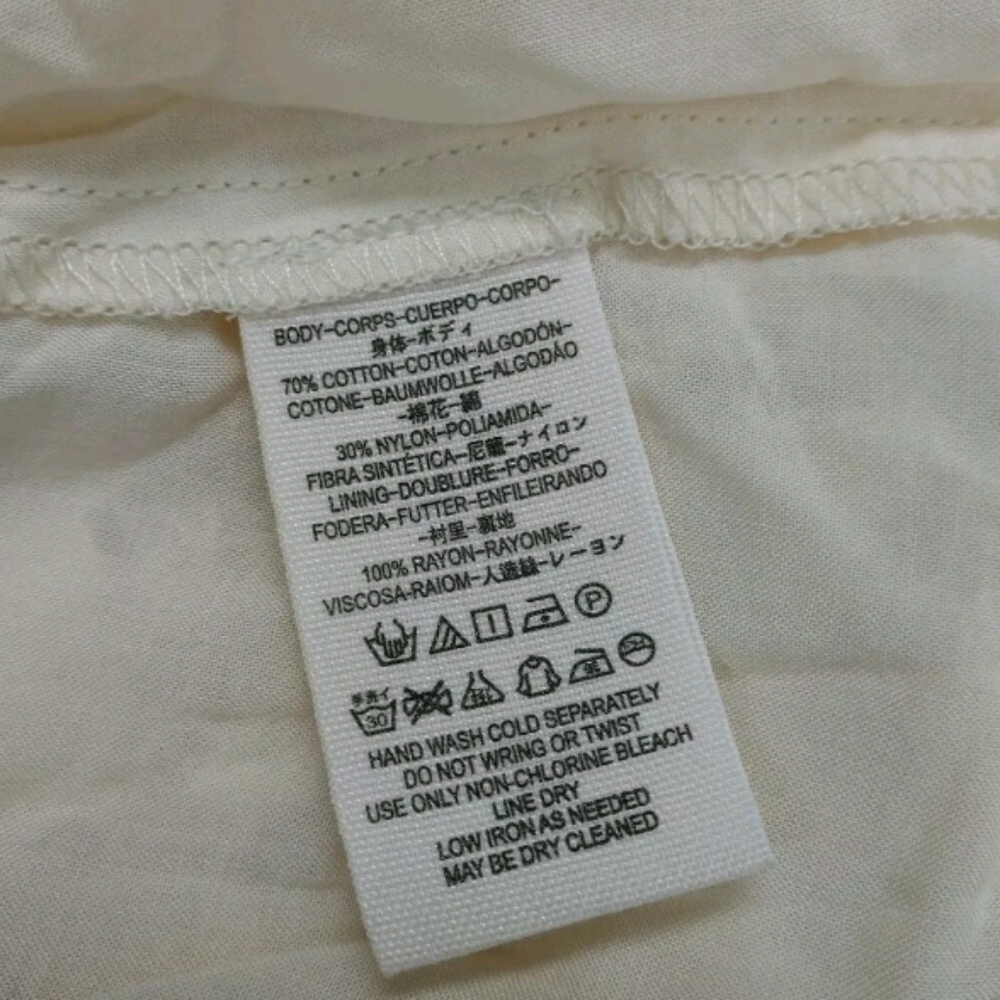 BODY-CORPS-CUERPO-CORPO-
身体-ボディ
70% COTTON-COTON-ALGODÓN-
COTONE-BAUMWOLLE-ALGODÃO
-棉花-綿
30% NYLON-POLIAMIDA-
FIBRA SINTÉTICA-尼龍-ナイロン
LINING-DOUBLURE-FORRO-
FODERA-FUTTER-ENFILEIRANDO
-衬里-裏地
100% RAYON-RAYONNE-
VISCOSA-RAIOM-人造絲-レーヨン
P
手洗イ
30
HAND WASH COLD SEPARATELY
DO NOT WRING OR TWIST
USE ONLY NON-CHLORINE BLEACH
LINE DRY
LOW IRON AS NEEDED
MAY BE DRY CLEANED